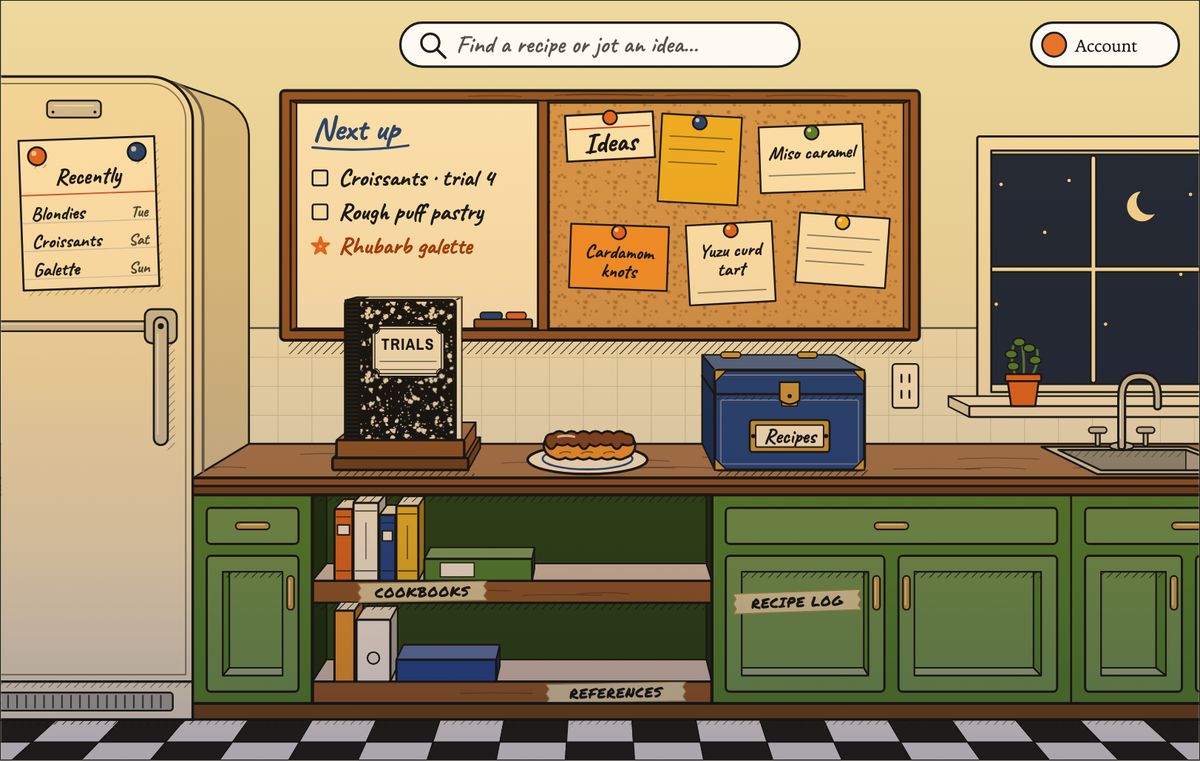 Find a recipe or jot an idea...
Account
Recently
Blondies Tue
Croissants Sat
Galette Sun
Next up
Croissants · trial 4
Rough puff pastry
Rhubarb galette
Ideas
Miso caramel
Cardamom
knots
Yuzu curd
tart
TRIALS
Recipes
COOKBOOKS
RECIPE LOG
REFERENCES